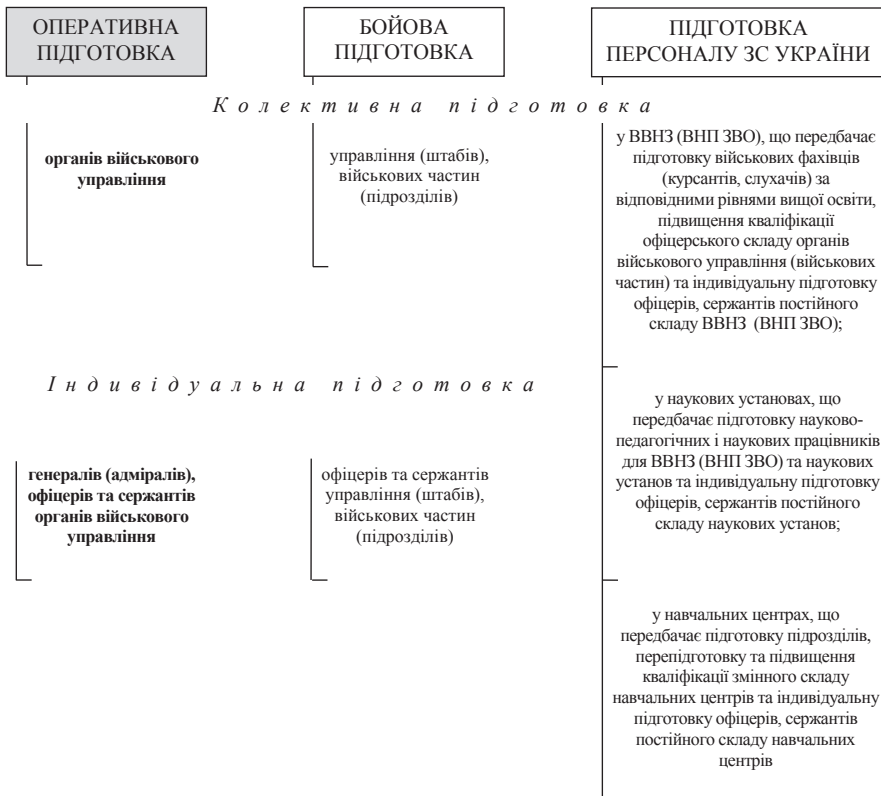 ОПЕРАТИВНА
ПІДГОТОВКА
БОЙОВА
ПІДГОТОВКА
ПІДГОТОВКА
ПЕРСОНАЛУ ЗС УКРАЇНИ
Колективна підготовка
органів військового
управління
управління (штабів),
військових частин
(підрозділів)
у ВВНЗ (ВНП ЗВО), що передбачає
підготовку військових фахівців
(курсантів, слухачів) за
відповідними рівнями вищої освіти,
підвищення кваліфікації
офіцерського складу органів
військового управління (військових
частин) та індивідуальну підготовку
офіцерів, сержантів постійного
складу ВВНЗ (ВНП ЗВО);
Індивідуальна підготовка
генералів (адміралів),
офіцерів та сержантів
органів військового
управління
офіцерів та сержантів
управління (штабів),
військових частин
(підрозділів)
у наукових установах, що
передбачає підготовку науково-
педагогічних і наукових працівників
для ВВНЗ (ВНП ЗВО) та наукових
установ та індивідуальну підготовку
офіцерів, сержантів постійного
складу наукових установ;
у навчальних центрах, що
передбачає підготовку підрозділів,
перепідготовку та підвищення
кваліфікації змінного складу
навчальних центрів та індивідуальну
підготовку офіцерів, сержантів
постійного складу навчальних
центрів